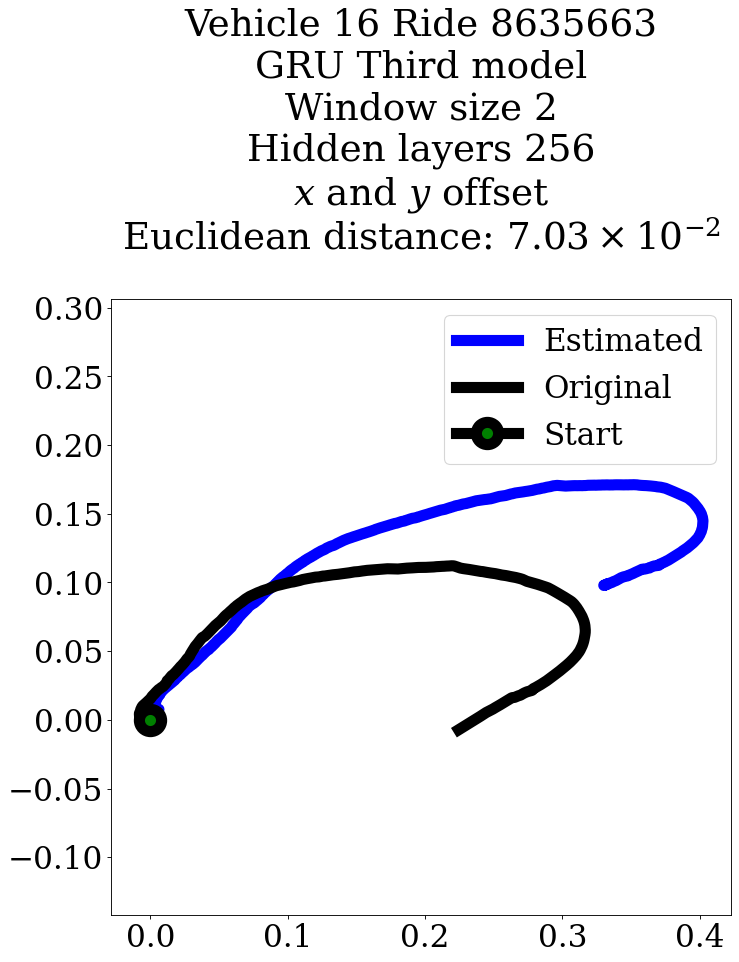 Vehicle 16 Ride 8635663
GRU Third model
Window size 2
Hidden layers 256
x and y offset
Euclidean distance: 7.03 × 10⁻²
0.30
0.25
0.20
0.15
0.10
0.05
0.00
−0.05
−0.10
Estimated
Original
Start
0.0 0.1 0.2 0.3 0.4